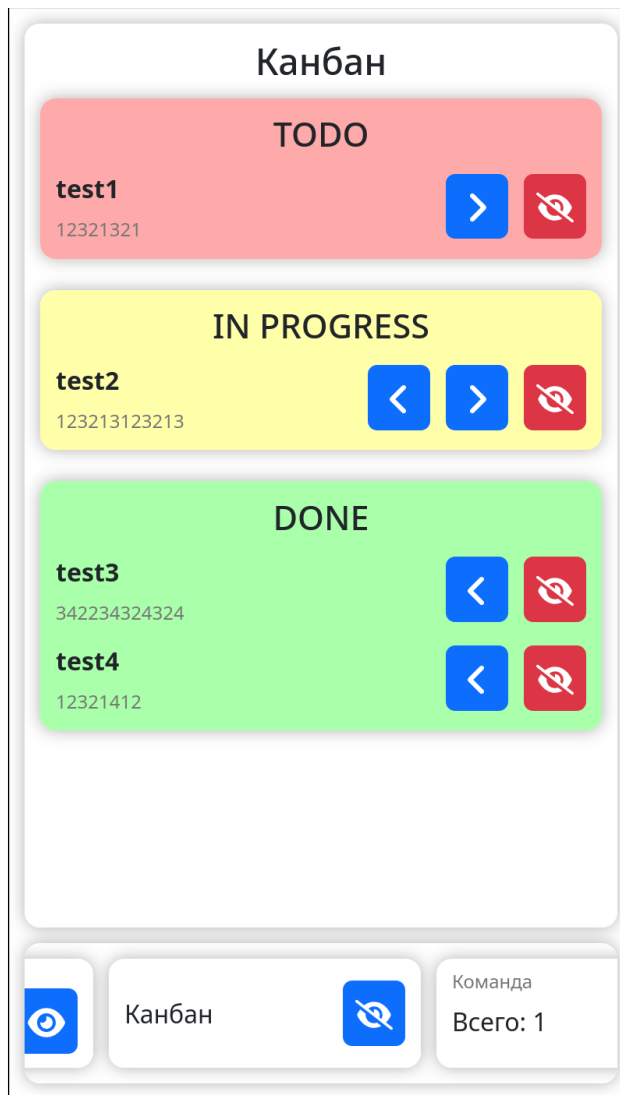 Канбан
TODO
test1
12321321
IN PROGRESS
test2
123213123213
DONE
test3
342234324324
test4
12321412
Канбан
Команда
Всего: 1